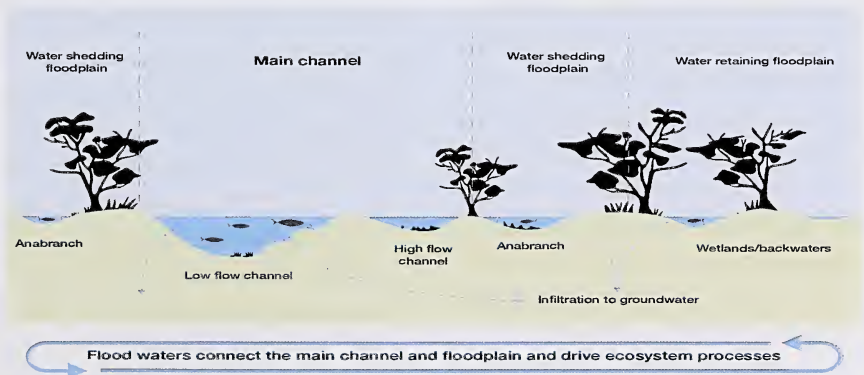 Water shedding
floodplain
Main channel
Water shedding
floodplain
Water retaining floodplain
Anabranch
Low flow channel
High flow
channel
Anabranch
Wetlands/backwaters
Infiltration to groundwater
Flood waters connect the main channel and floodplain and drive ecosystem processes